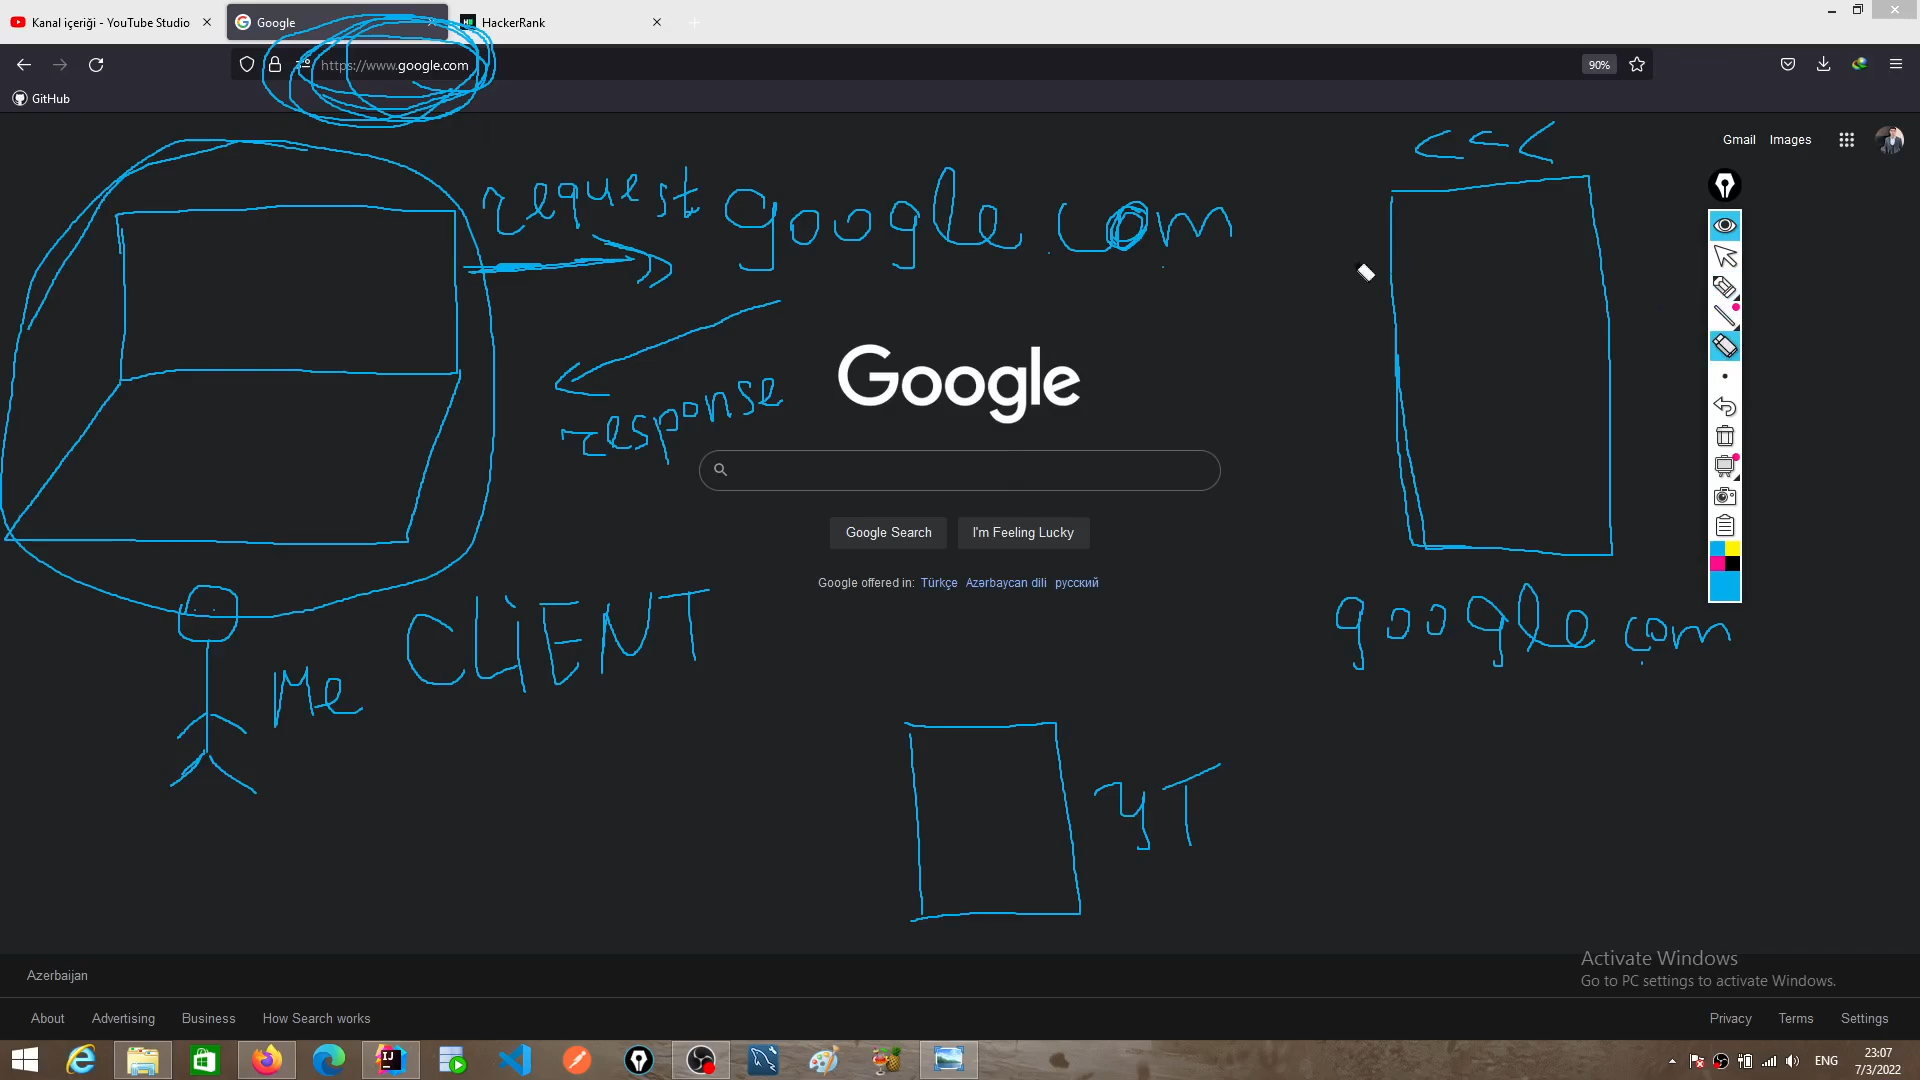 Kanal içeriği - YouTube Studio
Google
HackerRank
https://www.google.com
90%
GitHub
Gmail Images
request google.com
response
Google
Google Search
I'm Feeling Lucky
Google offered in: Türkçe Azərbaycan dili русский
CLiENT
Me
google com
YT
Activate Windows
Go to PC settings to activate Windows.
Azerbaijan
About Advertising Business How Search works
Privacy Terms Settings
ENG
23:07
7/3/2022